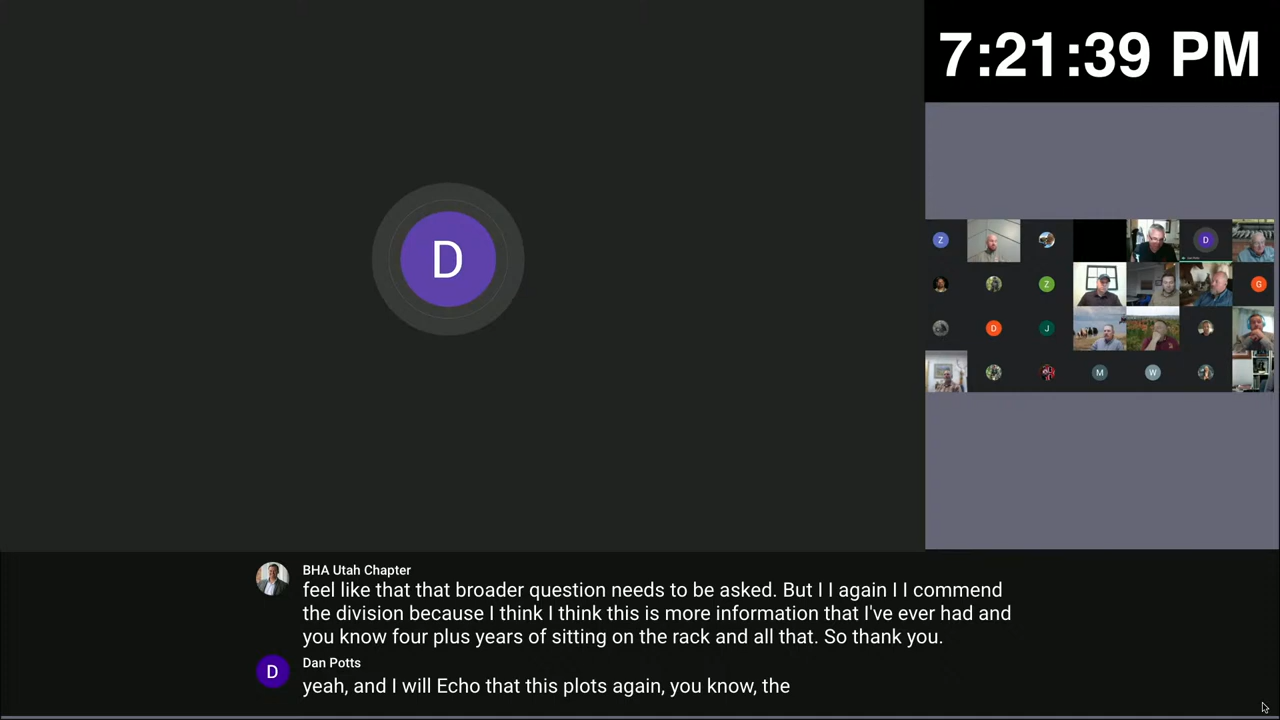 7:21:39 PM
D
Z
D
Z
G
D
J
M
W
BHA Utah Chapter
feel like that that broader question needs to be asked. But I I again I I commend
the division because I think I think this is more information that I've ever had and
you know four plus years of sitting on the rack and all that. So thank you.
D
Dan Potts
yeah, and I will Echo that this plots again, you know, the